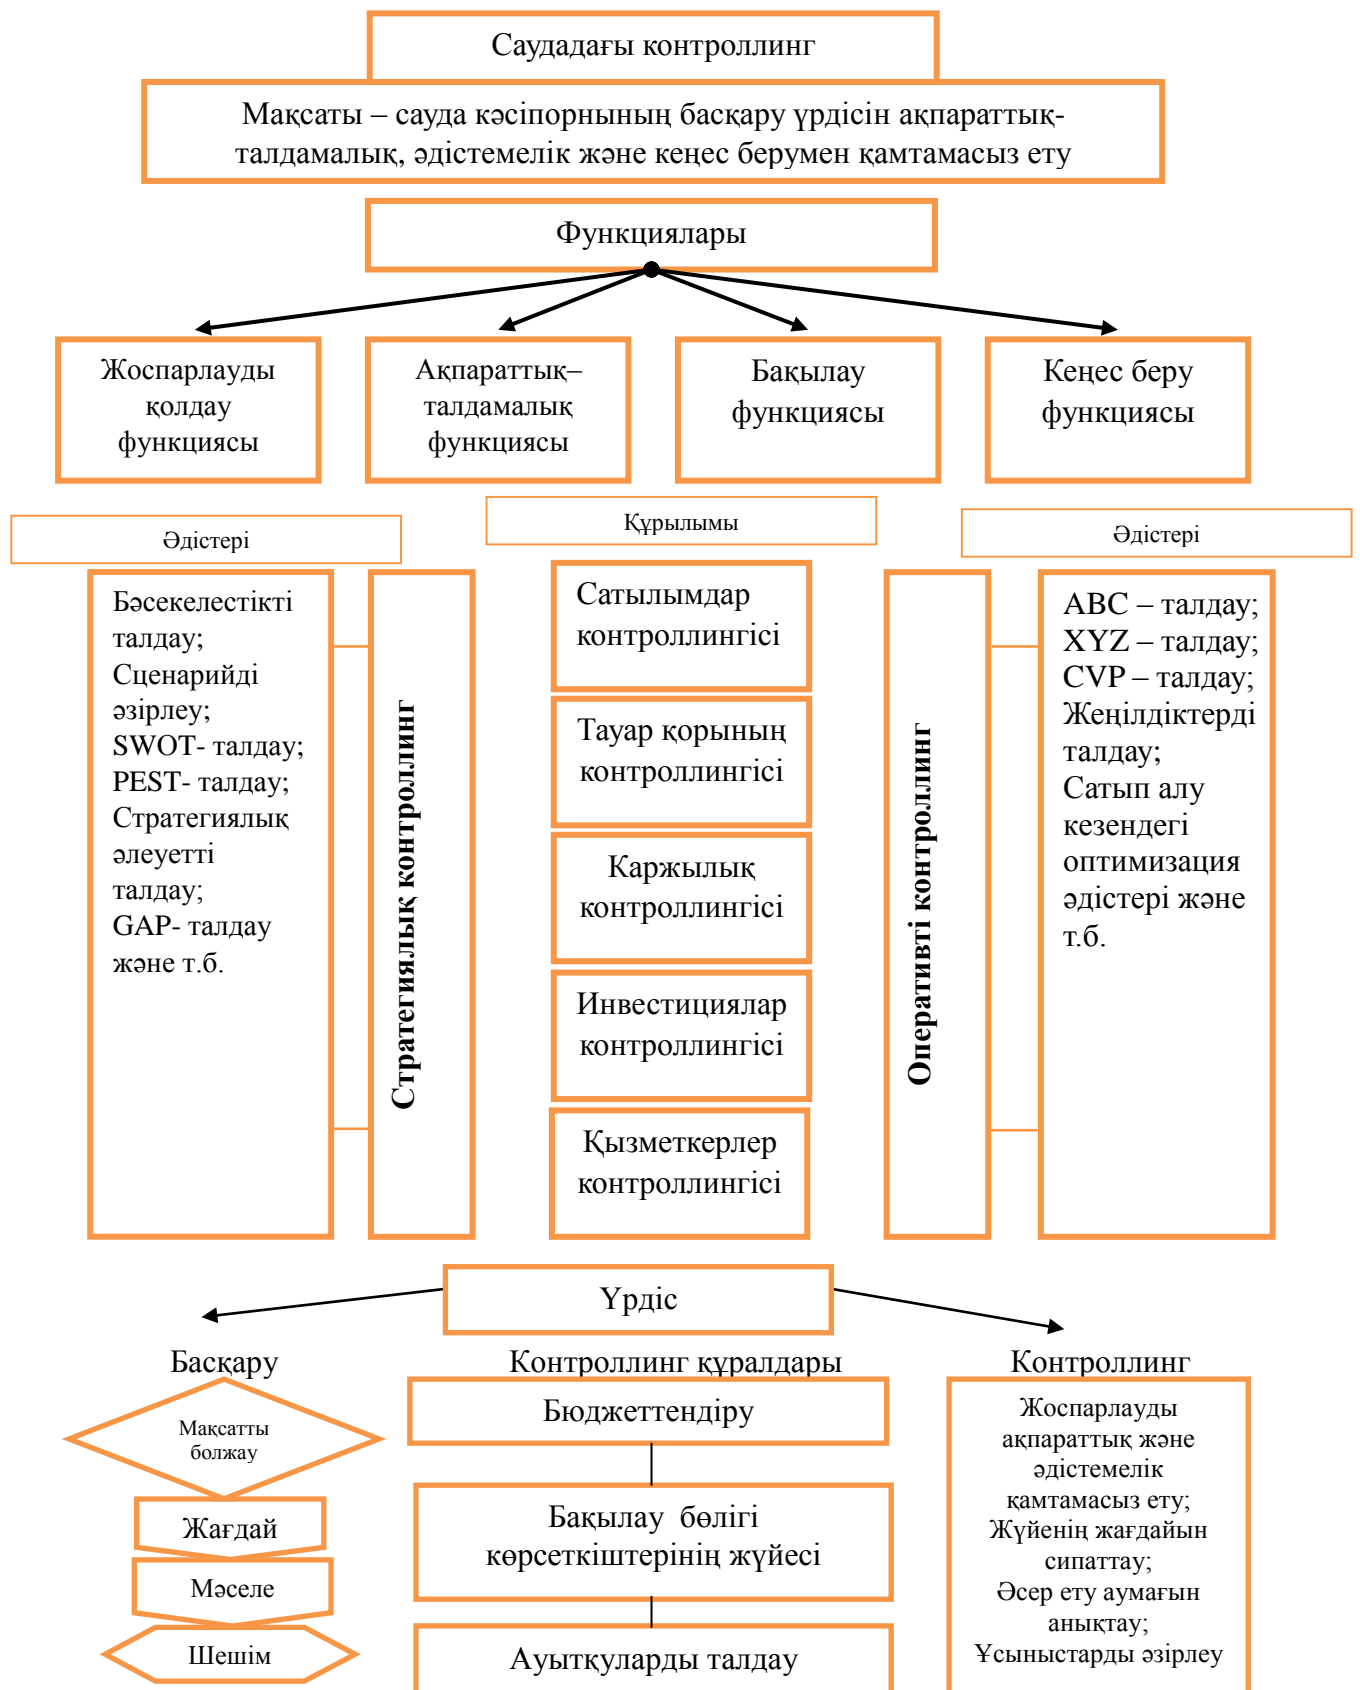 Саудадағы контроллинг
Мақсаты – сауда кәсіпорнының басқару үрдісін ақпараттық-
талдамалық, әдістемелік және кеңес берумен қамтамасыз ету
Функциялары
Жоспарлауды
қолдау
функциясы
Ақпараттық–
талдамалық
функциясы
Бақылау
функциясы
Кеңес беру
функциясы
Әдістері
Құрылымы
Әдістері
Бәсекелестікті
талдау;
Сценарийді
әзірлеу;
SWOT- талдау;
PEST- талдау;
Стратегиялық
әлеуетті
талдау;
GAP- талдау
және т.б.
Стратегиялық контроллинг
Сатылымдар
контроллингісі
Тауар қорының
контроллингісі
Каржылық
контроллингісі
Инвестициялар
контроллингісі
Қызметкерлер
контроллингісі
Оперативті контроллинг
ABC – талдау;
XYZ – талдау;
CVP – талдау;
Жеңілдіктерді
талдау;
Сатып алу
кезендегі
оптимизация
әдістері және
т.б.
Үрдіс
Басқару
Мақсатты
болжау
Жағдай
Мәселе
Шешім
Контроллинг құралдары
Бюджеттендіру
Бақылау  бөлігі
көрсеткіштерінің жүйесі
Ауытқуларды талдау
Контроллинг
Жоспарлауды
ақпараттық және
әдістемелік
қамтамасыз ету;
Жүйенің жағдайын
сипаттау;
Әсер ету аумағын
анықтау;
Ұсыныстарды әзірлеу